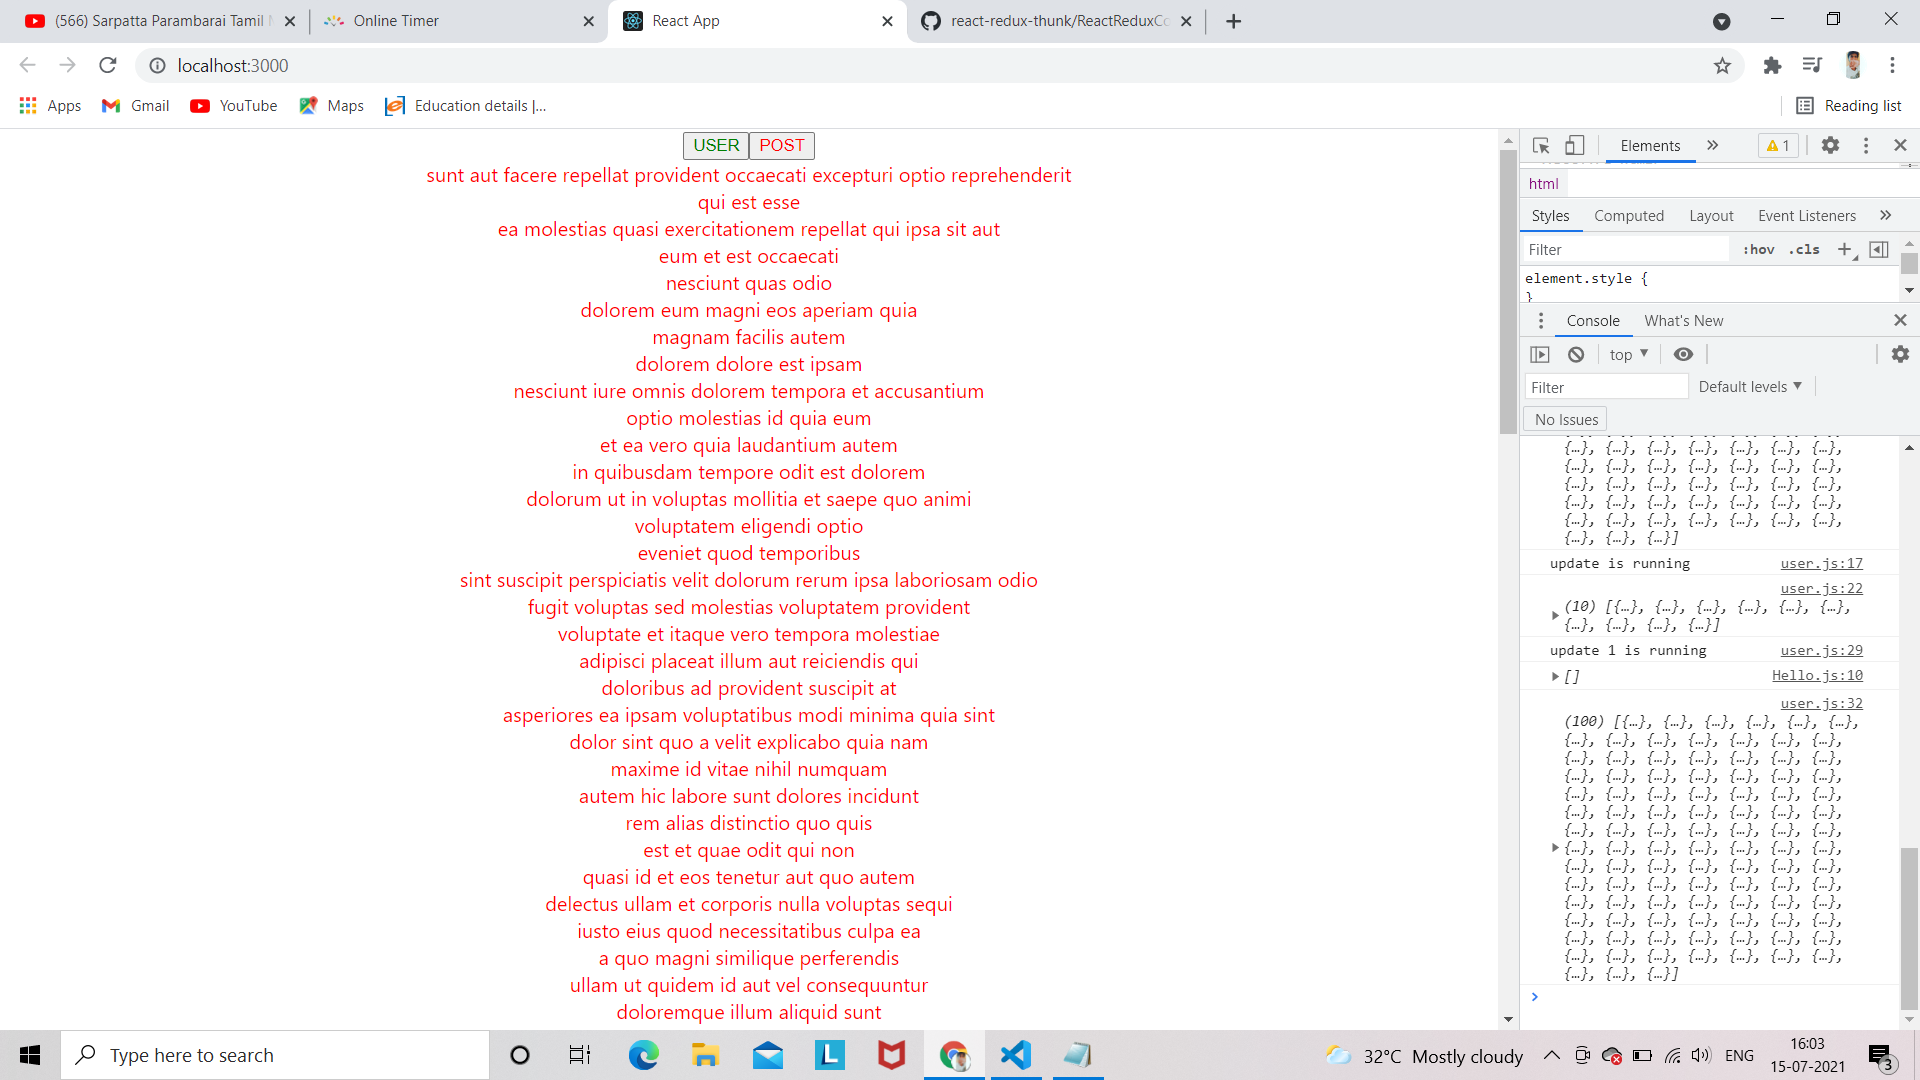 (566) Sarpatta Parambarai Tamil
Online Timer
React App
react-redux-thunk/ReactReduxCo
localhost:3000
Apps
Gmail
YouTube
Maps
Education details |...
Reading list
USER
POST
sunt aut facere repellat provident occaecati excepturi optio reprehenderit
qui est esse
ea molestias quasi exercitationem repellat qui ipsa sit aut
eum et est occaecati
nesciunt quas odio
dolorem eum magni eos aperiam quia
magnam facilis autem
dolorem dolore est ipsam
nesciunt iure omnis dolorem tempora et accusantium
optio molestias id quia eum
et ea vero quia laudantium autem
in quibusdam tempore odit est dolorem
dolorum ut in voluptas mollitia et saepe quo animi
voluptatem eligendi optio
eveniet quod temporibus
sint suscipit perspiciatis velit dolorum rerum ipsa laboriosam odio
fugit voluptas sed molestias voluptatem provident
voluptate et itaque vero tempora molestiae
adipisci placeat illum aut reiciendis qui
doloribus ad provident suscipit at
asperiores ea ipsam voluptatibus modi minima quia sint
dolor sint quo a velit explicabo quia nam
maxime id vitae nihil numquam
autem hic labore sunt dolores incidunt
rem alias distinctio quo quis
est et quae odit qui non
quasi id et eos tenetur aut quo autem
delectus ullam et corporis nulla voluptas sequi
iusto eius quod necessitatibus culpa ea
a quo magni similique perferendis
ullam ut quidem id aut vel consequuntur
doloremque illum aliquid sunt
Elements
1
html
Styles Computed Layout Event Listeners
Filter
:hov .cls
element.style {
}
Console
What's New
top
Filter
Default levels
No Issues
{…}, {…}, {…}, {…}, {…}, {…}, {…},
{…}, {…}, {…}, {…}, {…}, {…}, {…},
{…}, {…}, {…}, {…}, {…}, {…}, {…},
{…}, {…}, {…}, {…}, {…}, {…}, {…},
{…}, {…}, {…}, {…}, {…}, {…}, {…},
{…}, {…}, {…}]
update is running user.js:17
user.js:22
(10) [{…}, {…}, {…}, {…}, {…}, {…},
{…}, {…}, {…}, {…}]
update 1 is running user.js:29
[] Hello.js:10
user.js:32
(100) [{…}, {…}, {…}, {…}, {…}, {…},
{…}, {…}, {…}, {…}, {…}, {…}, {…},
{…}, {…}, {…}, {…}, {…}, {…}, {…},
{…}, {…}, {…}, {…}, {…}, {…}, {…},
{…}, {…}, {…}, {…}, {…}, {…}, {…},
{…}, {…}, {…}, {…}, {…}, {…}, {…},
{…}, {…}, {…}, {…}, {…}, {…}, {…},
{…}, {…}, {…}, {…}, {…}, {…}, {…},
{…}, {…}, {…}, {…}, {…}, {…}, {…},
{…}, {…}, {…}, {…}, {…}, {…}, {…},
{…}, {…}, {…}, {…}, {…}, {…}, {…},
{…}, {…}, {…}, {…}, {…}, {…}, {…},
{…}, {…}, {…}, {…}, {…}, {…}, {…},
{…}, {…}, {…}, {…}, {…}, {…}, {…},
{…}, {…}, {…}]
Type here to search
L
32°C Mostly cloudy
ENG
16:03
15-07-2021
3